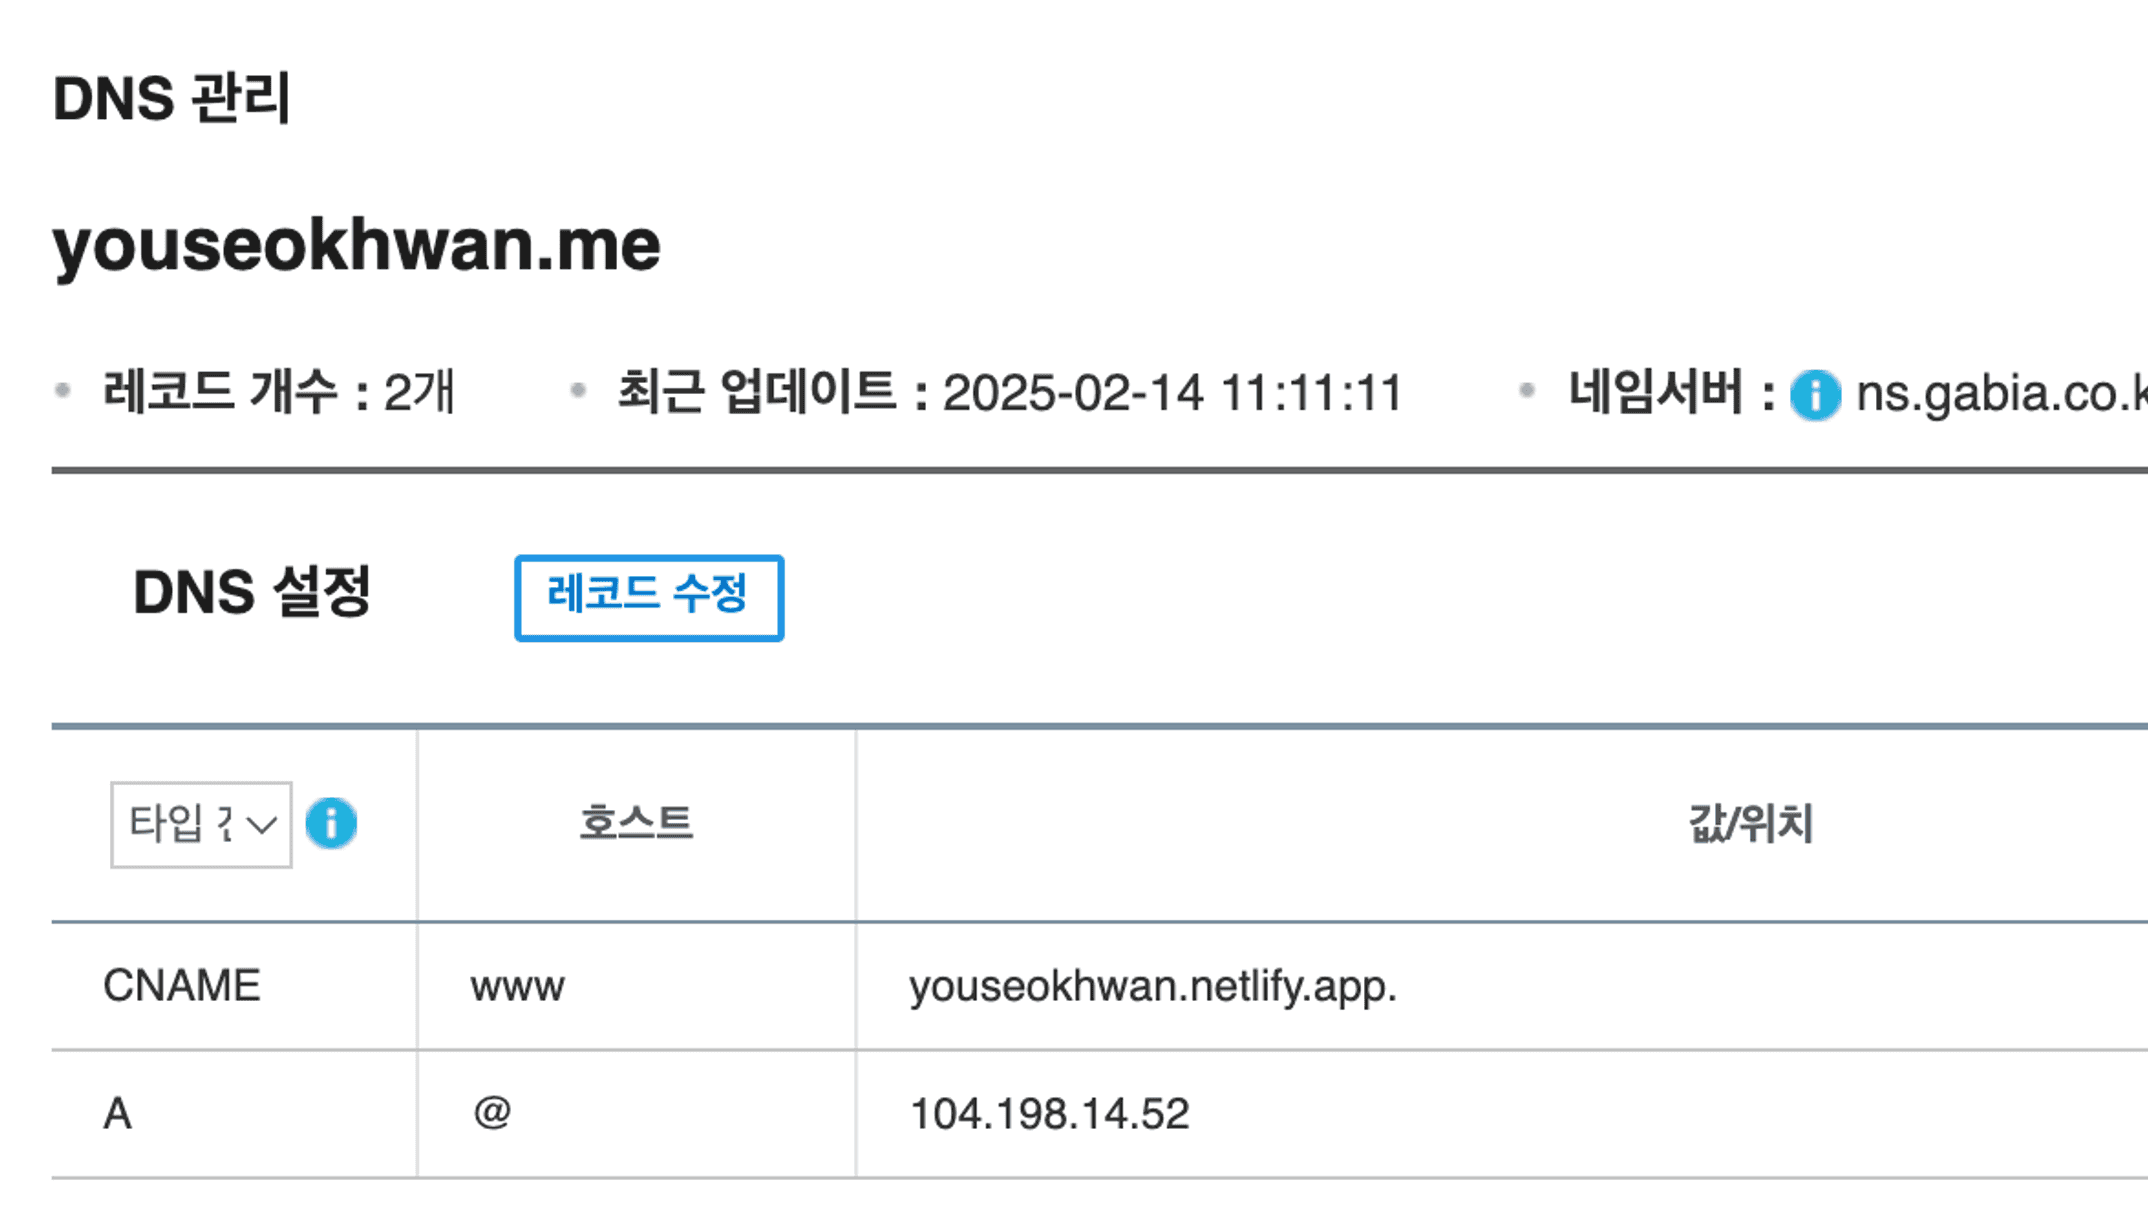 DNS 관리
youseokhwan.me
레코드 개수 : 2개 최근 업데이트 : 2025-02-14 11:11:11 네임서버 : ns.gabia.co.k
DNS 설정 레코드 수정
타입 호스트 값/위치
CNAME www youseokhwan.netlify.app.
A @ 104.198.14.52